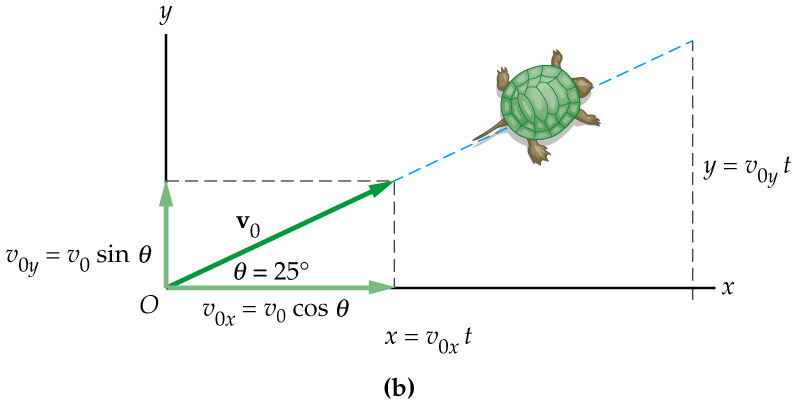 y
y = v₀y t
v₀
v₀y = v₀ sin θ
θ = 25°
O
x
v₀x = v₀ cos θ
x = v₀x t
(b)